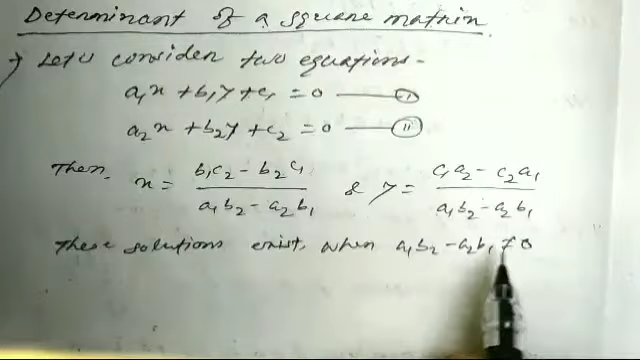 Determinant of a square matrix.
→ Let's consider two equations-
a₁x + b₁y + c₁ = 0 —— (i)
a₂x + b₂y + c₂ = 0 —— (ii)
Then, x = (b₁c₂ - b₂c₁)/(a₁b₂ - a₂b₁) & y = (c₁a₂ - c₂a₁)/(a₁b₂ - a₂b₁)
These solutions exist, when a₁b₂ - a₂b₁ ≠ 0